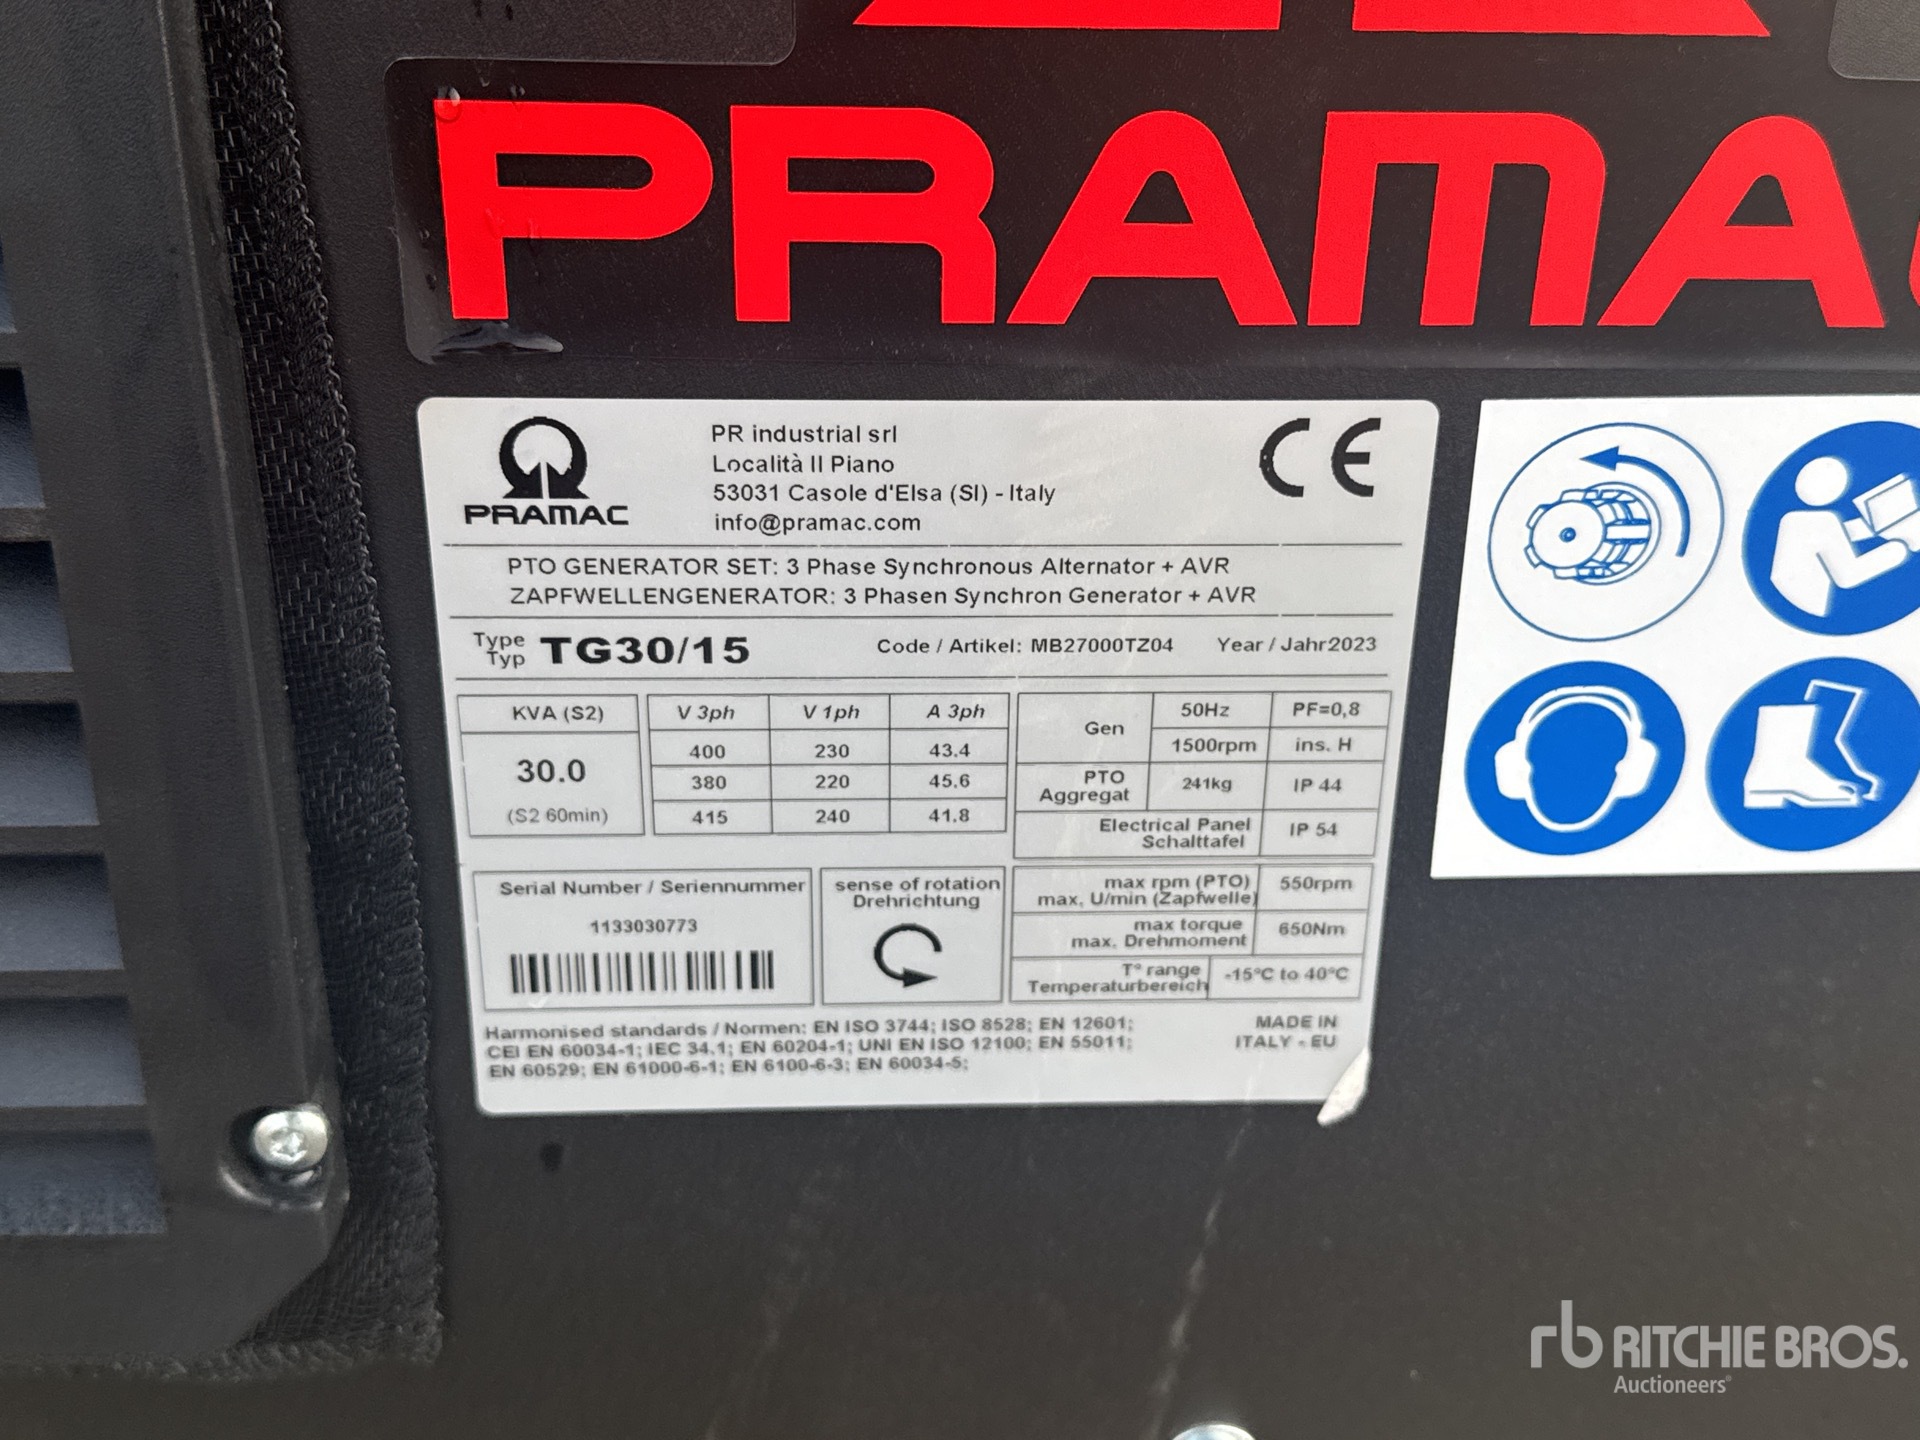 PRAMAC
PRAMAC
PR industrial srl
Località Il Piano
53031 Casole d'Elsa (SI) - Italy
info@pramac.com
CE
PTO GENERATOR SET: 3 Phase Synchronous Alternator + AVR
ZAPFWELLENGENERATOR: 3 Phasen Synchron Generator + AVR
Type
Typ
TG30/15
Code / Artikel: MB27000TZ04
Year / Jahr2023
KVA (S2)
30.0
(S2 60min)
V 3ph V 1ph A 3ph
400 230 43.4
380 220 45.6
415 240 41.8
Gen
50Hz PF=0,8
1500rpm ins. H
PTO
Aggregat
241kg IP 44
Electrical Panel
Schalttafel
IP 54
Serial Number / Seriennummer
1133030773
sense of rotation
Drehrichtung
max rpm (PTO)
max. U/min (Zapfwelle)
550rpm
max torque
max. Drehmoment
650Nm
T° range
Temperaturbereich
-15°C to 40°C
Harmonised standards / Normen: EN ISO 3744; ISO 8528; EN 12601;
CEI EN 60034-1; IEC 34.1; EN 60204-1; UNI EN ISO 12100; EN 55011;
EN 60529; EN 61000-6-1; EN 6100-6-3; EN 60034-5;
MADE IN
ITALY - EU
rb RITCHIE BROS.
Auctioneers